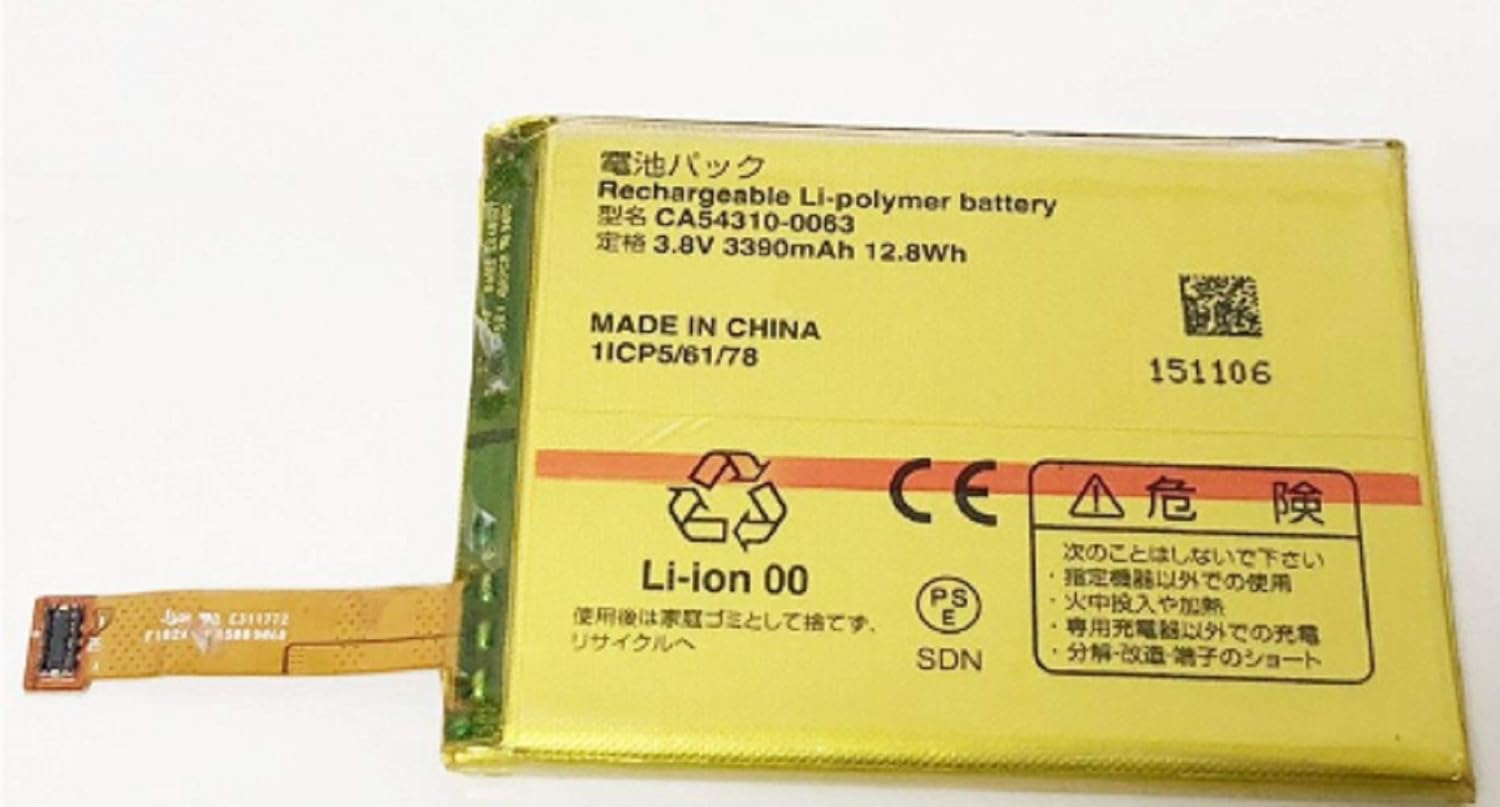 電池パック
Rechargeable Li-polymer battery
型名 CA54310-0063
定格 3.8V 3390mAh 12.8Wh
MADE IN CHINA
1ICP5/61/78
151106
Li-ion 00
使用後は家庭ゴミとして捨てず、
リサイクルへ
CE
PS
E
SDN
危 険
次のことはしないで下さい
・指定機器以外での使用
・火中投入や加熱
・専用充電器以外での充電
・分解・改造・端子のショート